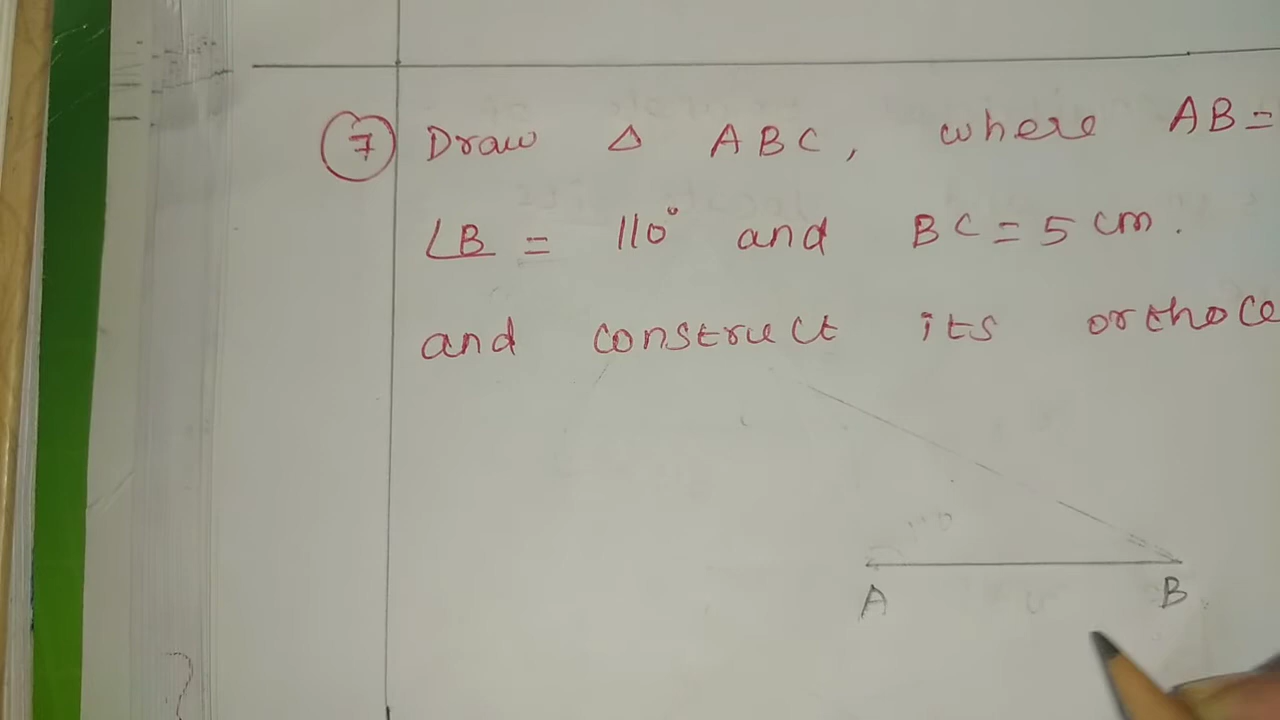 7 Draw Δ ABC, where AB =
∠B = 110° and BC = 5 cm.
and construct its orthoce
A B